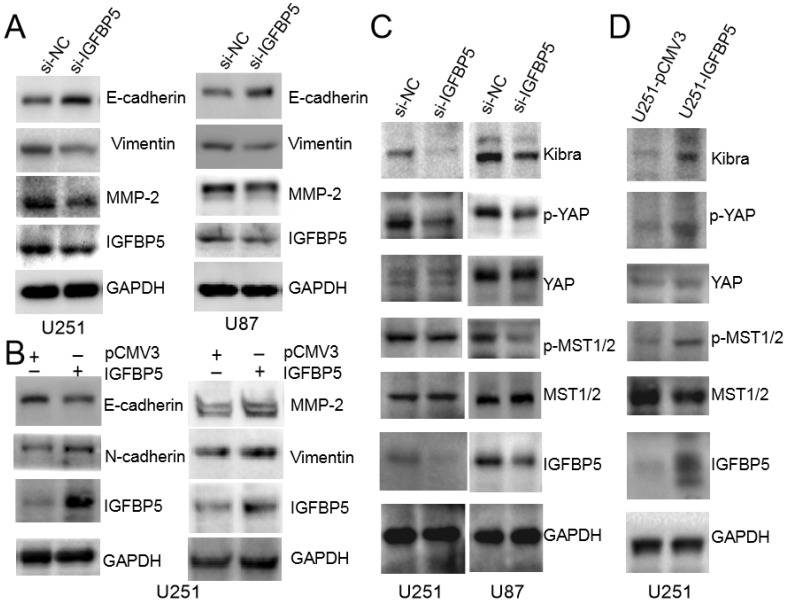 A
si-NC
si-IGFBP5
E-cadherin
Vimentin
MMP-2
IGFBP5
GAPDH
U251
si-NC
si-IGFBP5
E-cadherin
Vimentin
MMP-2
IGFBP5
GAPDH
U87
B
+ − pCMV3
− + IGFBP5
E-cadherin
N-cadherin
IGFBP5
GAPDH
+ − pCMV3
− + IGFBP5
MMP-2
Vimentin
IGFBP5
GAPDH
U251
C
si-NC
si-IGFBP5
si-NC
si-IGFBP5
Kibra
p-YAP
YAP
p-MST1/2
MST1/2
IGFBP5
GAPDH
U251
U87
D
U251-pCMV3
U251-IGFBP5
Kibra
p-YAP
YAP
p-MST1/2
MST1/2
IGFBP5
GAPDH
U251